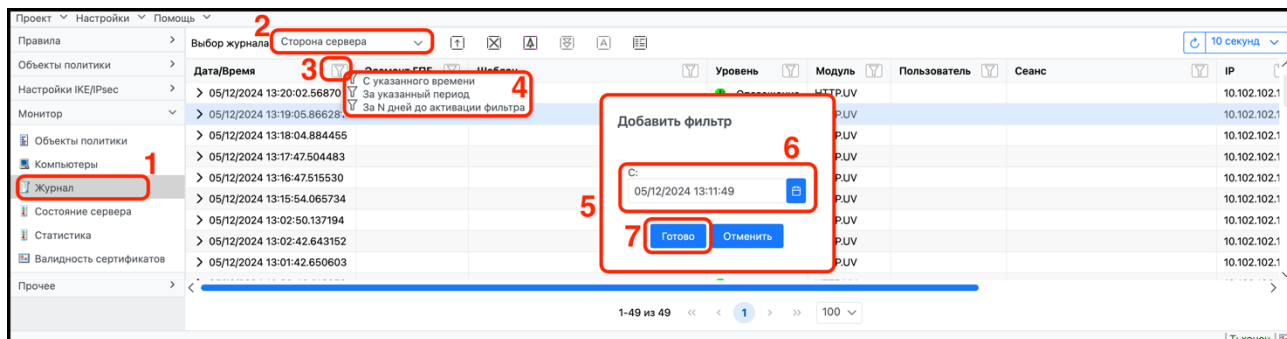 Проект Настройки Помощь
Правила
Объекты политики
Настройки IKE/IPsec
Монитор
Объекты политики
Компьютеры
1
Журнал
Состояние сервера
Статистика
Валидность сертификатов
Прочее
2
Выбор журнала Сторона сервера
10 секунд
3
4
Дата/Время Уровень Модуль Пользователь Сеанс IP
С указанного времени
За указанный период
За N дней до активации фильтра
05/12/2024 13:20:02.56870 HTTP.UV 10.102.102.1
05/12/2024 13:19:05.86628 P.UV 10.102.102.1
05/12/2024 13:18:04.884455 P.UV 10.102.102.1
05/12/2024 13:17:47.504483 P.UV 10.102.102.1
05/12/2024 13:16:47.515530 P.UV 10.102.102.1
05/12/2024 13:15:54.065734 P.UV 10.102.102.1
05/12/2024 13:02:50.137194 P.UV 10.102.102.1
05/12/2024 13:02:42.643152 P.UV 10.102.102.1
05/12/2024 13:01:42.650603 P.UV 10.102.102.1
Добавить фильтр
6
С:
05/12/2024 13:11:49
5
7
Готово Отменить
1-49 из 49 << < 1 > >> 100